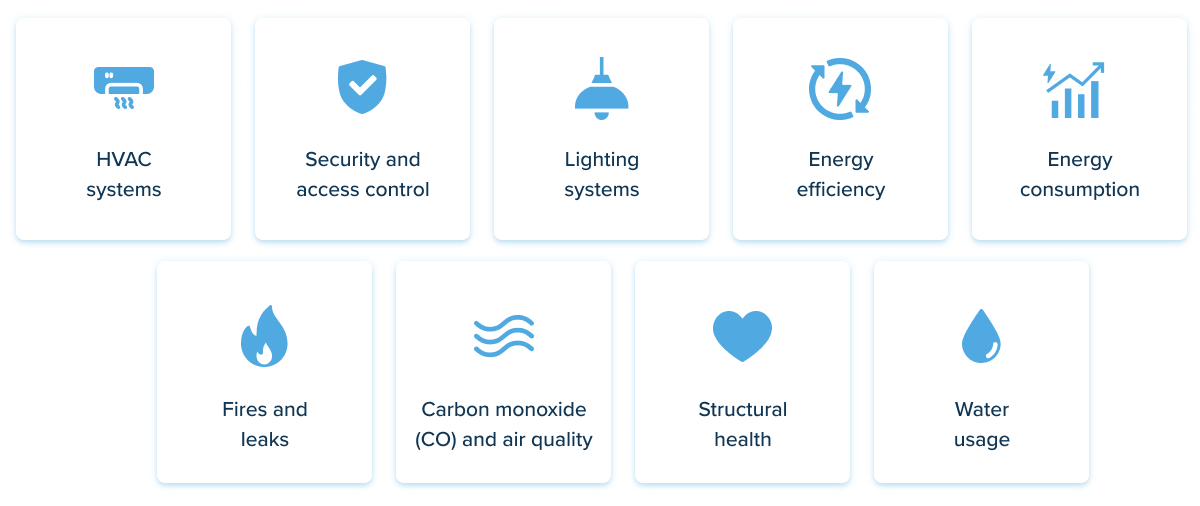 HVAC
systems
Security and
access control
Lighting
systems
Energy
efficiency
Energy
consumption
Fires and
leaks
Carbon monoxide
(CO) and air quality
Structural
health
Water
usage